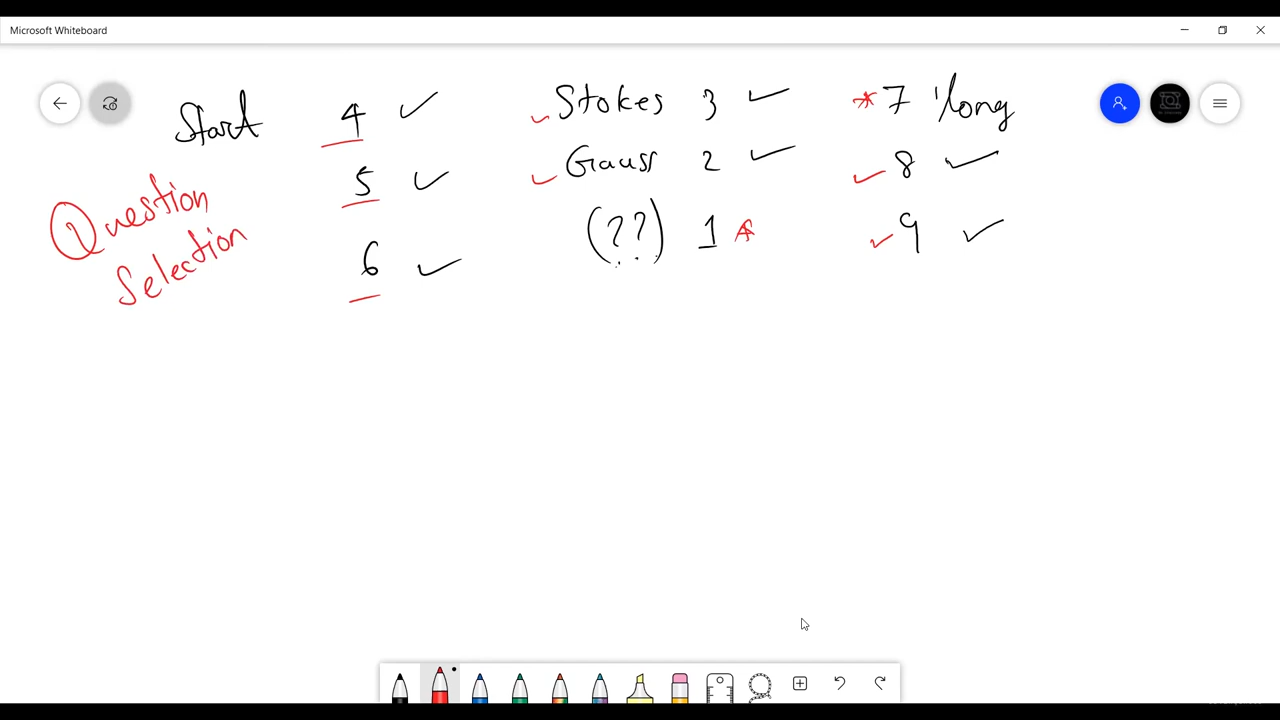 Microsoft Whiteboard
Start 4 ✓ ✓ Stokes 3 ✓ * 7 'long
Question Selection
5 ✓ ✓ Gauss 2 ✓ ✓ 8 ✓
(??) 1 * ✓ 9 ✓
6 ✓